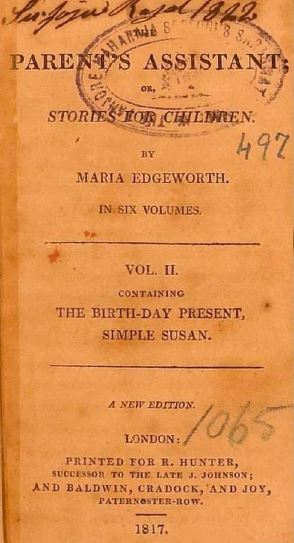 1822
THE
PARENT'S ASSISTANT;
OR,
STORIES FOR CHILDREN.
BY
MARIA EDGEWORTH.
IN SIX VOLUMES.
497
VOL. II.
CONTAINING
THE BIRTH-DAY PRESENT,
SIMPLE SUSAN.
A NEW EDITION.
1065
LONDON:
PRINTED FOR R. HUNTER,
SUCCESSOR TO THE LATE J. JOHNSON;
AND BALDWIN, CRADOCK, AND JOY,
PATERNOSTER-ROW.
1817.